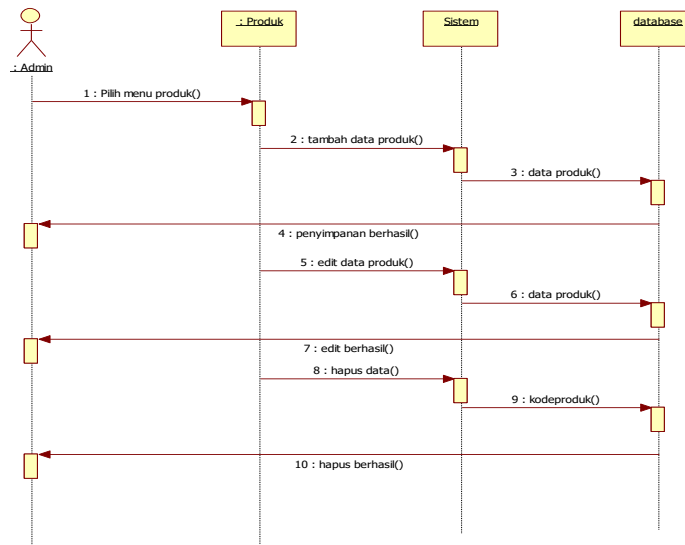 : Produk
Sistem
database
: Admin
1 : Pilih menu produk()
2 : tambah data produk()
3 : data produk()
4 : penyimpanan berhasil()
5 : edit data produk()
6 : data produk()
7 : edit berhasil()
8 : hapus data()
9 : kodeproduk()
10 : hapus berhasil()